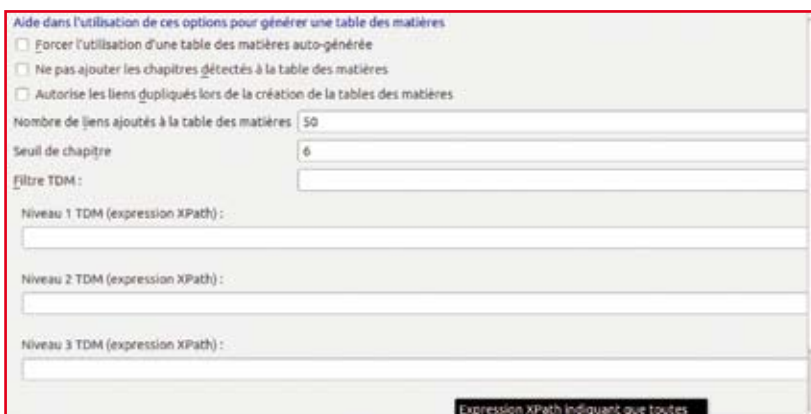 Aide dans l'utilisation de ces options pour générer une table des matières
Forcer l'utilisation d'une table des matières auto-générée
Ne pas ajouter les chapitres détectés à la table des matières
Autorise les liens dupliqués lors de la création de la tables des matières
Nombre de liens ajoutés à la table des matières 50
Seuil de chapitre 6
Filtre TDM :
Niveau 1 TDM (expression XPath) :
Niveau 2 TDM (expression XPath) :
Niveau 3 TDM (expression XPath) :
Expression XPath indiquant que toutes